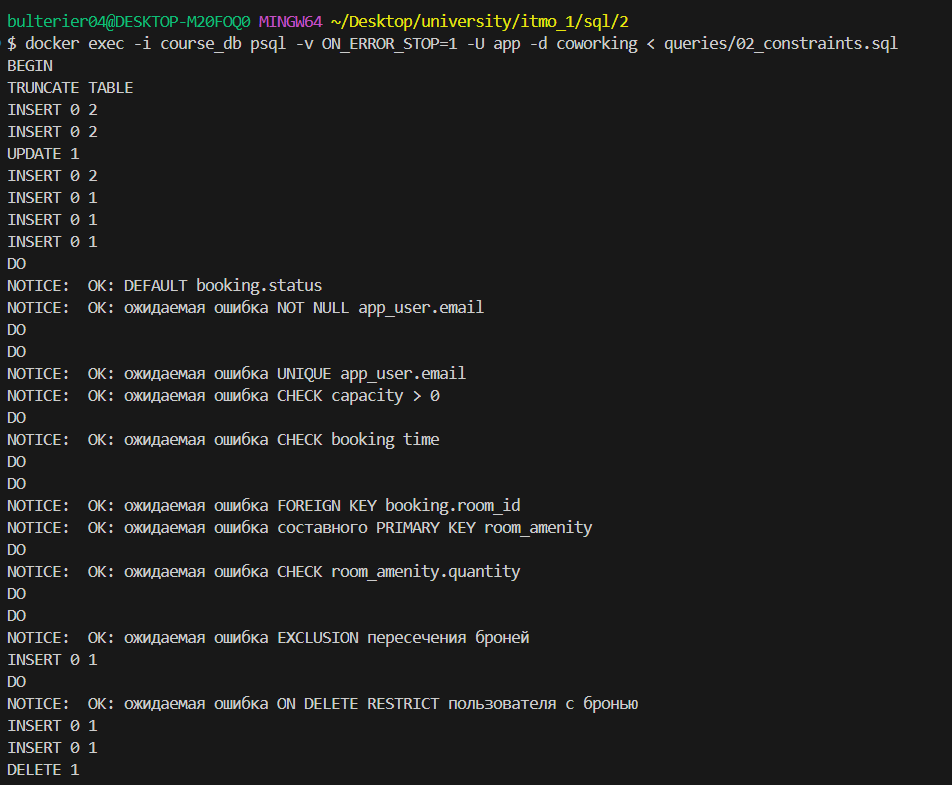 bulterier04@DESKTOP-M20FOQ0 MINGW64 ~/Desktop/university/itmo_1/sql/2
$ docker exec -i course_db psql -v ON_ERROR_STOP=1 -U app -d coworking < queries/02_constraints.sql
BEGIN
TRUNCATE TABLE
INSERT 0 2
INSERT 0 2
UPDATE 1
INSERT 0 2
INSERT 0 1
INSERT 0 1
INSERT 0 1
DO
NOTICE:  OK: DEFAULT booking.status
NOTICE:  OK: ожидаемая ошибка NOT NULL app_user.email
DO
DO
NOTICE:  OK: ожидаемая ошибка UNIQUE app_user.email
NOTICE:  OK: ожидаемая ошибка CHECK capacity > 0
DO
NOTICE:  OK: ожидаемая ошибка CHECK booking time
DO
DO
NOTICE:  OK: ожидаемая ошибка FOREIGN KEY booking.room_id
NOTICE:  OK: ожидаемая ошибка составного PRIMARY KEY room_amenity
DO
NOTICE:  OK: ожидаемая ошибка CHECK room_amenity.quantity
DO
DO
NOTICE:  OK: ожидаемая ошибка EXCLUSION пересечения броней
INSERT 0 1
DO
NOTICE:  OK: ожидаемая ошибка ON DELETE RESTRICT пользователя с бронью
INSERT 0 1
INSERT 0 1
DELETE 1